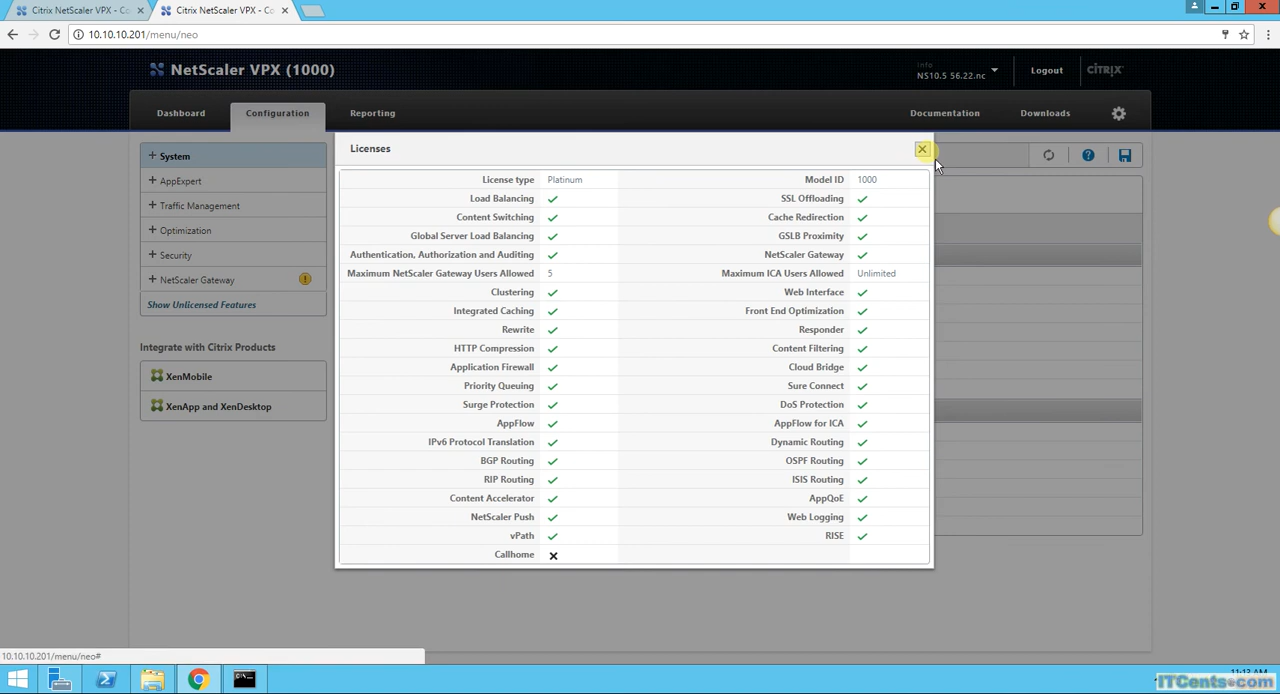 Citrix NetScaler VPX - Co
Citrix NetScaler VPX - Co
10.10.10.201/menu/neo
NetScaler VPX (1000)
Info
NS10.5 56.22.nc
Logout
CITRIX
Dashboard
Configuration
Reporting
Documentation
Downloads
Licenses
+ System
+ AppExpert
+ Traffic Management
+ Optimization
+ Security
+ NetScaler Gateway
Show Unlicensed Features
Integrate with Citrix Products
XenMobile
XenApp and XenDesktop
License type Platinum Model ID 1000
Load Balancing ✓ SSL Offloading ✓
Content Switching ✓ Cache Redirection ✓
Global Server Load Balancing ✓ GSLB Proximity ✓
Authentication, Authorization and Auditing ✓ NetScaler Gateway ✓
Maximum NetScaler Gateway Users Allowed 5 Maximum ICA Users Allowed Unlimited
Clustering ✓ Web Interface ✓
Integrated Caching ✓ Front End Optimization ✓
Rewrite ✓ Responder ✓
HTTP Compression ✓ Content Filtering ✓
Application Firewall ✓ Cloud Bridge ✓
Priority Queuing ✓ Sure Connect ✓
Surge Protection ✓ DoS Protection ✓
AppFlow ✓ AppFlow for ICA ✓
IPv6 Protocol Translation ✓ Dynamic Routing ✓
BGP Routing ✓ OSPF Routing ✓
RIP Routing ✓ ISIS Routing ✓
Content Accelerator ✓ AppQoE ✓
NetScaler Push ✓ Web Logging ✓
vPath ✓ RISE ✓
Callhome ✗
10.10.10.201/menu/neo#
11:13 AM
ITCents.com